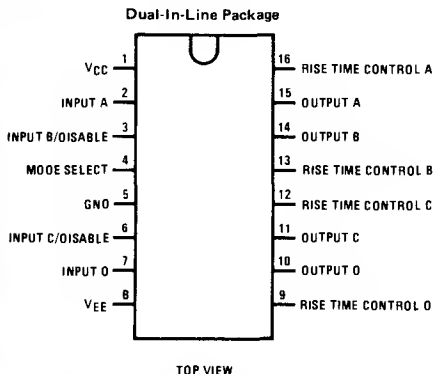 Dual-In-Line Package
VCC 1 16 RISE TIME CONTROL A
INPUT A 2 15 OUTPUT A
INPUT B/OISABLE 3 14 OUTPUT B
MOOE SELECT 4 13 RISE TIME CONTROL B
GNO 5 12 RISE TIME CONTROL C
INPUT C/OISABLE 6 11 OUTPUT C
INPUT O 7 10 OUTPUT O
VEE 8 9 RISE TIME CONTROL O
TOP VIEW